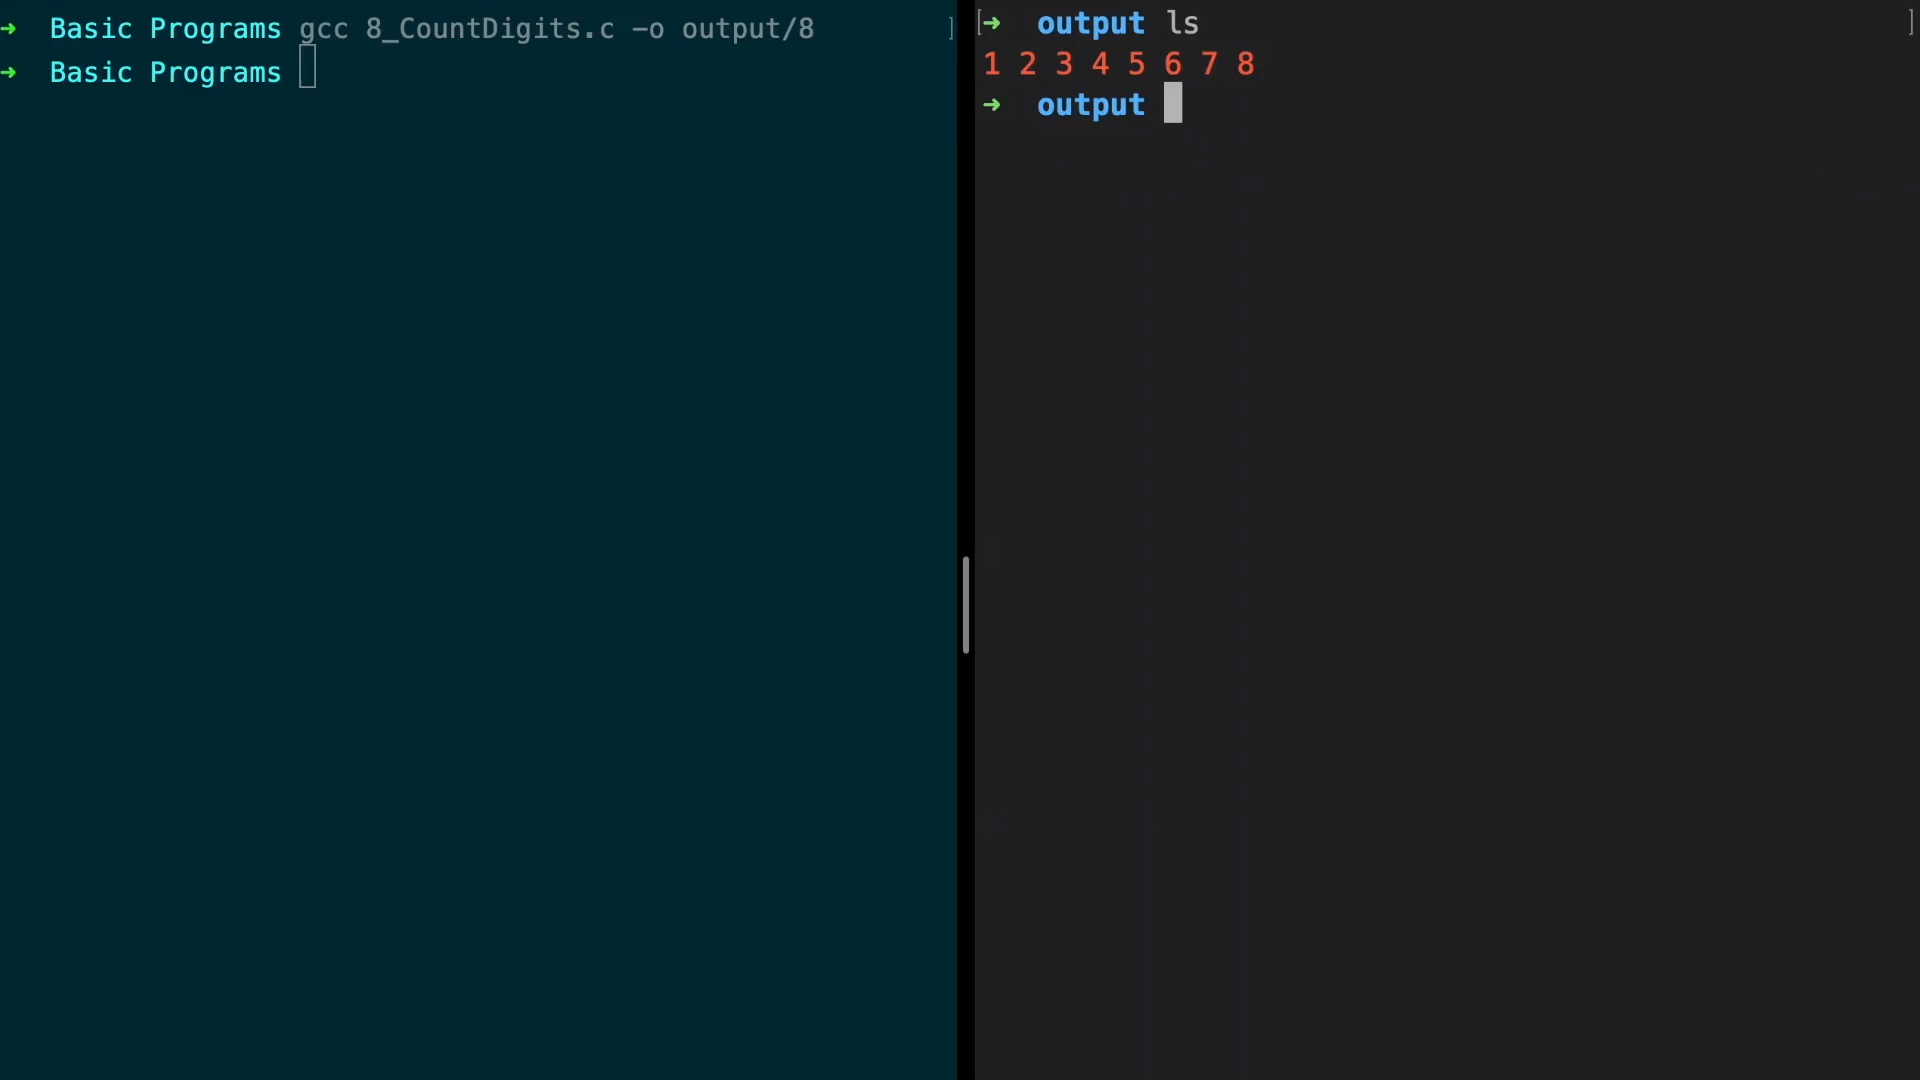 ➜ Basic Programs gcc 8_CountDigits.c -o output/8 ]
➜ Basic Programs
[➜ output ls ]
1 2 3 4 5 6 7 8
➜ output